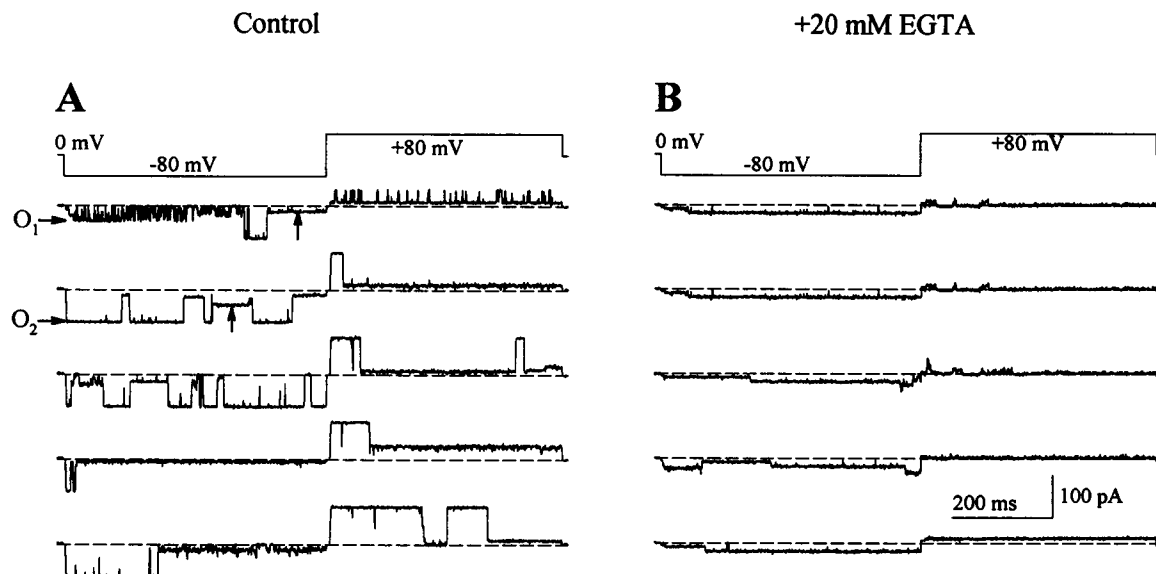 Control
+20 mM EGTA
A
B
0 mV
-80 mV
+80 mV
0 mV
-80 mV
+80 mV
O1
O2
200 ms
100 pA